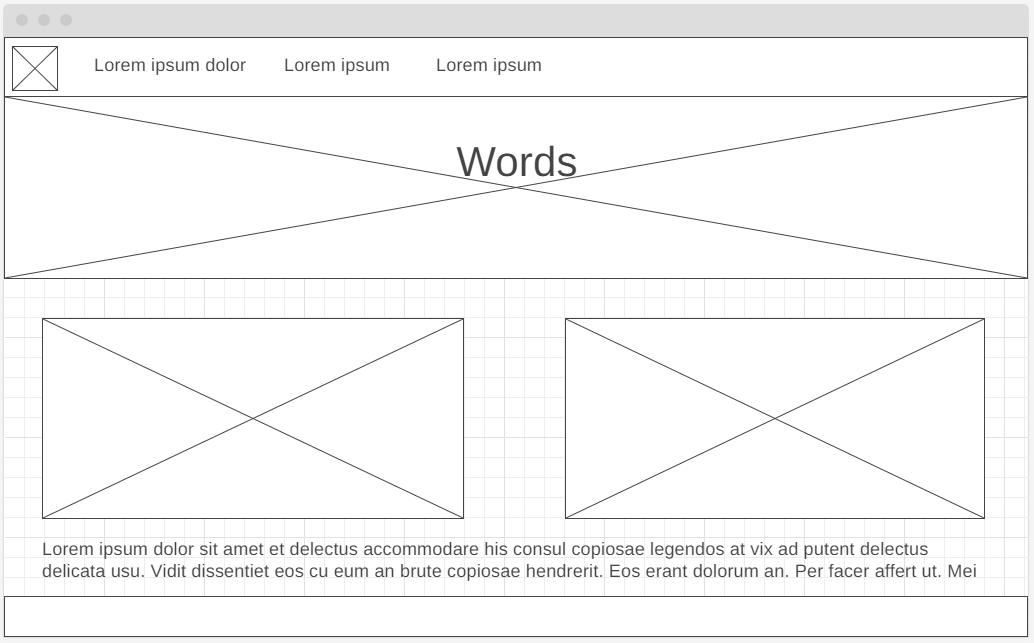 Lorem ipsum dolor Lorem ipsum Lorem ipsum
Words
Lorem ipsum dolor sit amet et delectus accommodare his consul copiosae legendos at vix ad putent delectus
delicata usu. Vidit dissentiet eos cu eum an brute copiosae hendrerit. Eos erant dolorum an. Per facer affert ut. Mei